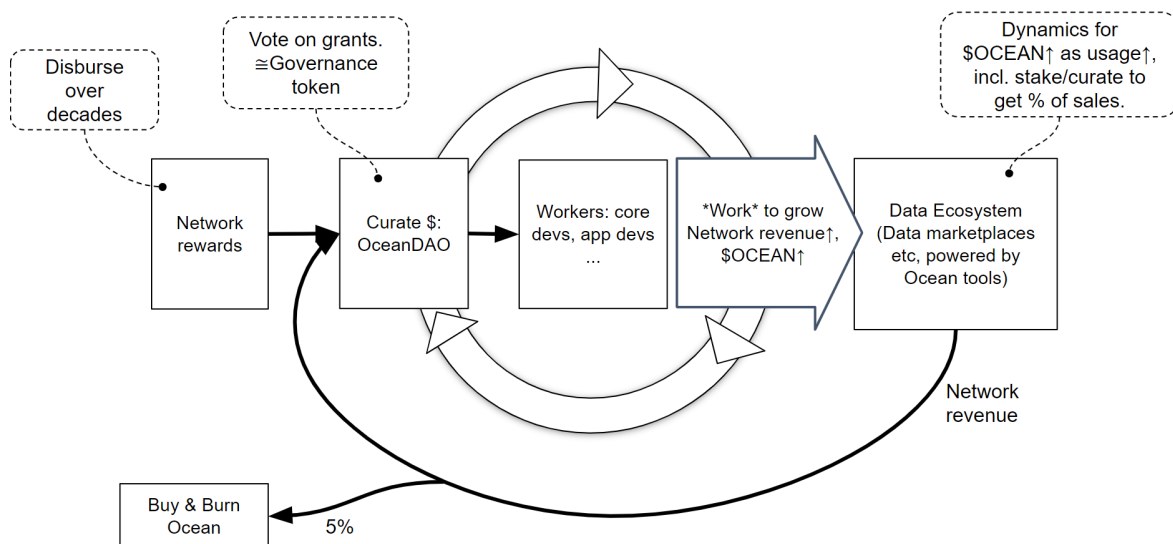 Disburse
over
decades
Vote on grants.
≅Governance
token
Dynamics for
$OCEAN↑ as usage↑,
incl. stake/curate to
get % of sales.
Network
rewards
Curate $:
OceanDAO
Workers: core
devs, app devs
...
*Work* to grow
Network revenue↑,
$OCEAN↑
Data Ecosystem
(Data marketplaces
etc, powered by
Ocean tools)
Network
revenue
Buy & Burn
Ocean
5%